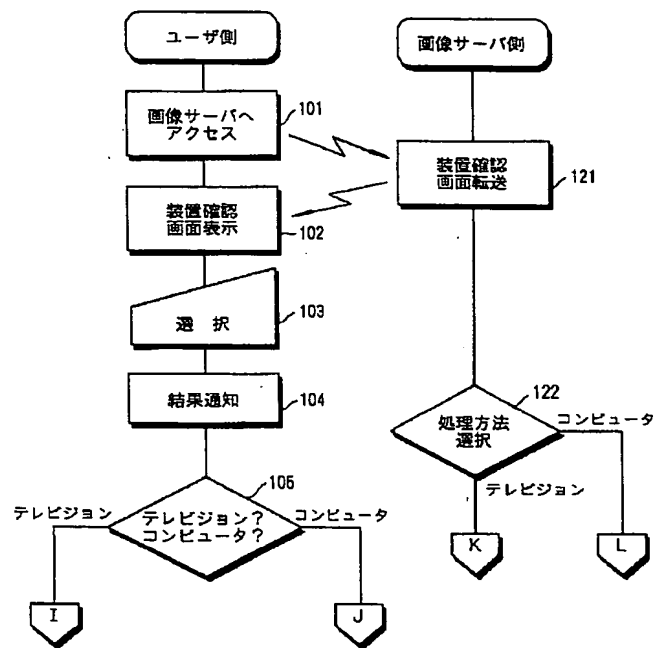 ユーザ側
画像サーバ側
画像サーバへ
アクセス
101
装置確認
画面転送
121
装置確認
画面表示
102
選 択
103
結果通知
104
処理方法
選択
122
コンピュータ
テレビジョン
105
テレビジョン?
コンピュータ?
テレビジョン
コンピュータ
K
L
I
J